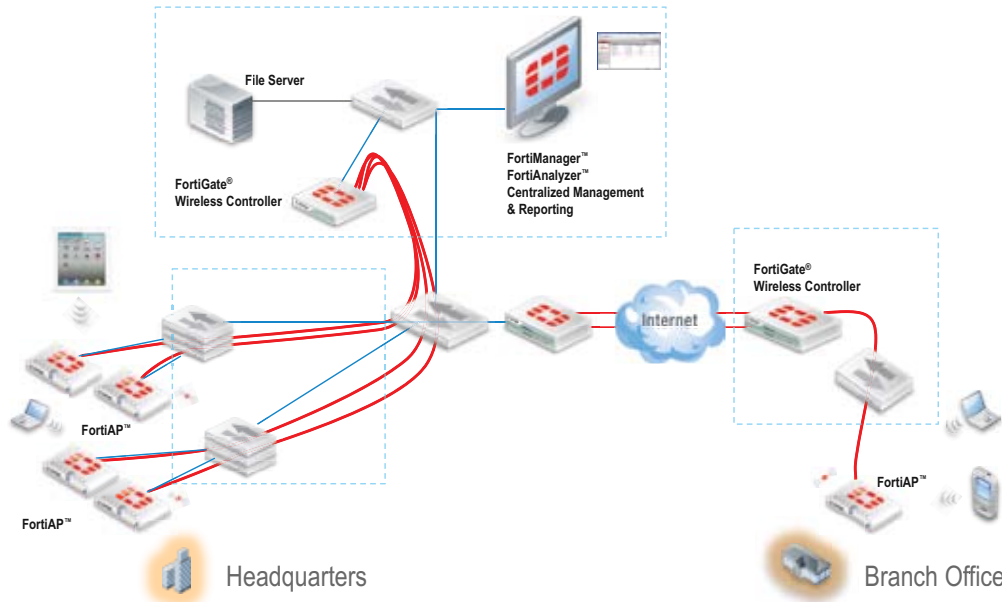 File Server
FortiGate®
Wireless Controller
FortiManager™
FortiAnalyzer™
Centralized Management
& Reporting
FortiGate®
Wireless Controller
Internet
FortiAP™
FortiAP™
FortiAP™
Headquarters
Branch Office